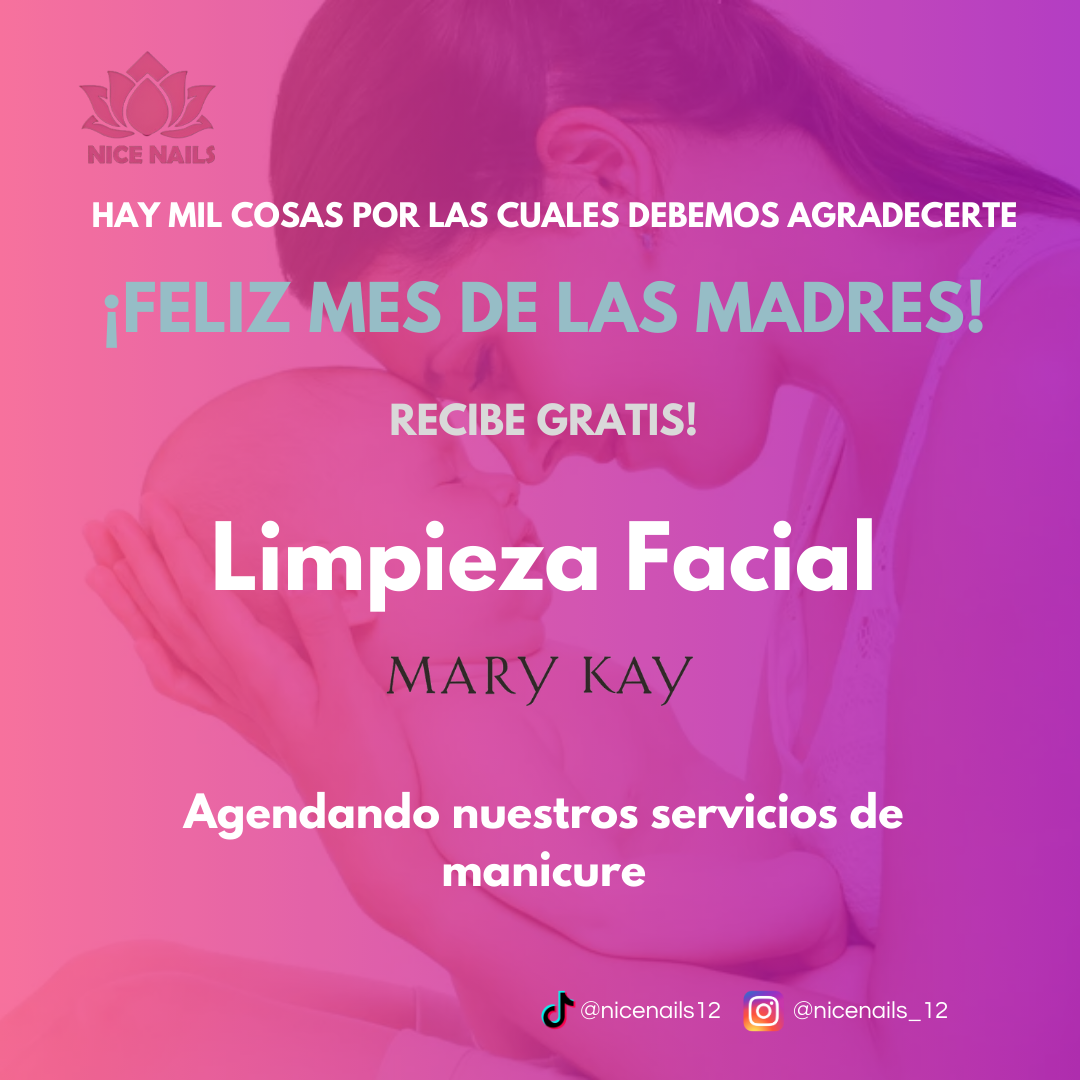 NICE NAILS
HAY MIL COSAS POR LAS CUALES DEBEMOS AGRADECERTE
¡FELIZ MES DE LAS MADRES!
RECIBE GRATIS!
Limpieza Facial
MARY KAY
Agendando nuestros servicios de
manicure
@nicenails12 @nicenails_12